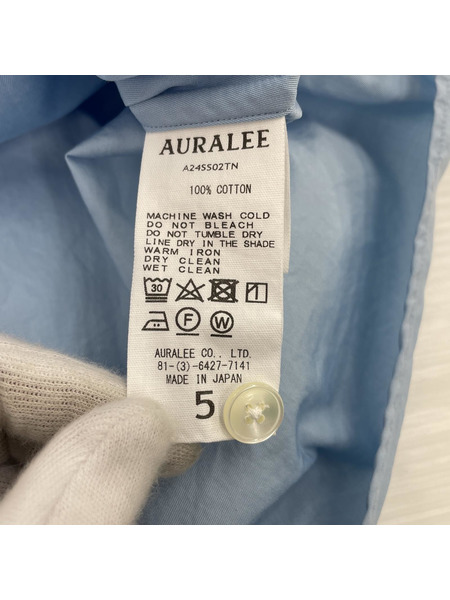 AURALEE
A24SS02TN
100% COTTON
MACHINE WASH COLD
DO NOT BLEACH
DO NOT TUMBLE DRY
LINE DRY IN THE SHADE
WARM IRON
DRY CLEAN
WET CLEAN
30
F W
AURALEE CO., LTD.
81-(3)-6427-7141
MADE IN JAPAN
5